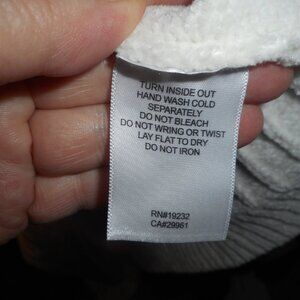 TURN INSIDE OUT
HAND WASH COLD
SEPARATELY
DO NOT BLEACH
DO NOT WRING OR TWIST
LAY FLAT TO DRY
DO NOT IRON
RN#19232
CA#29961